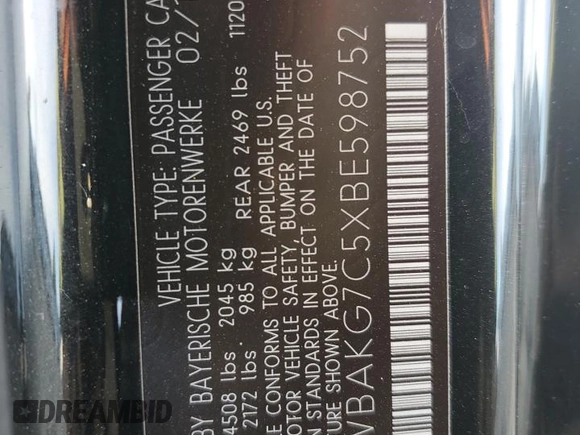 VEHICLE TYPE: PASSENGER CA
BY BAYERISCHE MOTORENWERKE 02/
4508 lbs 2045 kg
2172 lbs. 985 kg REAR 2469 lbs 1120
CONFORMS TO ALL APPLICABLE U.S.
MOTOR VEHICLE SAFETY, BUMPER AND THEFT
STANDARDS IN EFFECT ON THE DATE OF
SHOWN ABOVE.
WBAKG7C5XBE598752
DREAMBID